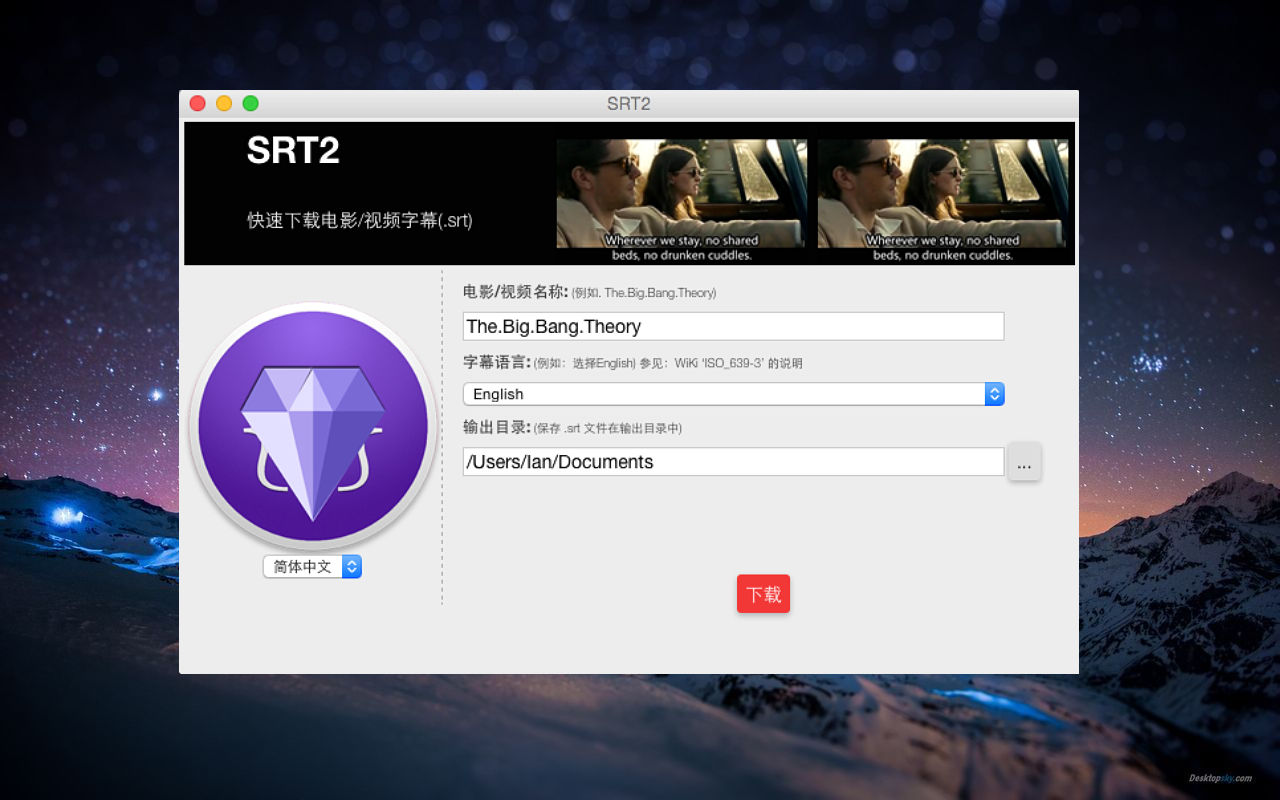 SRT2
SRT2
快速下载电影/视频字幕(.srt)
Wherever we stay, no shared
beds, no drunken cuddles.
Wherever we stay, no shared
beds, no drunken cuddles.
电影/视频名称: (例如. The.Big.Bang.Theory)
The.Big.Bang.Theory
字幕语言: (例如：选择English) 参见：WiKi ‘ISO_639-3’ 的说明
English
输出目录: (保存 .srt 文件在输出目录中)
/Users/Ian/Documents
...
简体中文
下载
Desktopsky.com